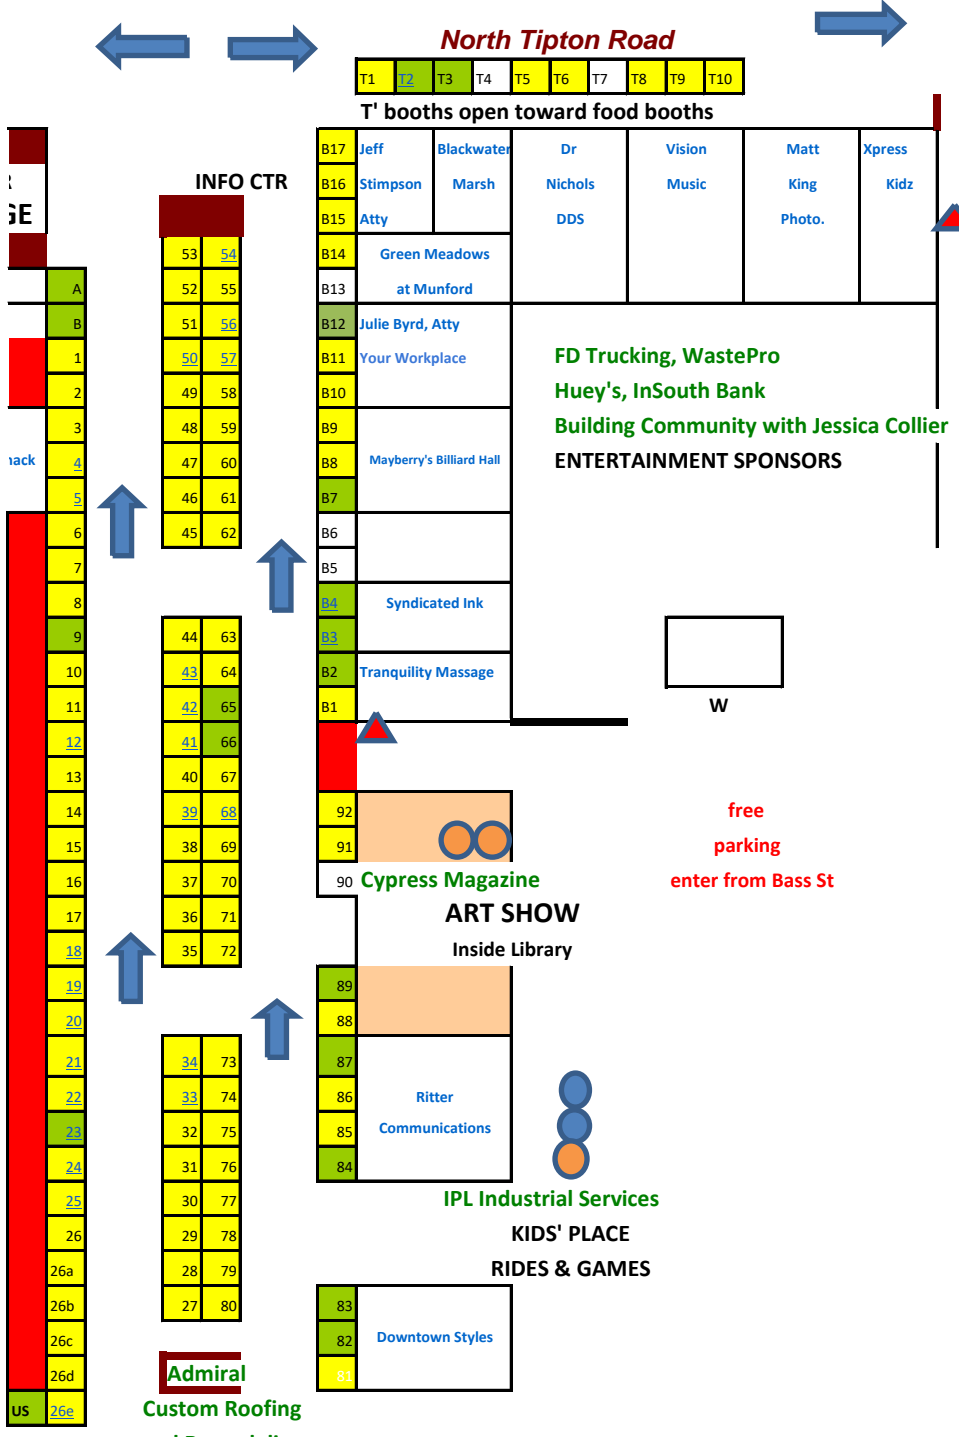 North Tipton Road
T1 T2 T3 T4 T5 T6 T7 T8 T9 T10
T' booths open toward food booths
B17 Jeff Blackwater Dr Vision Matt Xpress
INFO CTR B16 Stimpson Marsh Nichols Music King Kidz
GE B15 Atty DDS Photo.
53 54 B14 Green Meadows
A 52 55 B13 at Munford
B 51 56 B12 Julie Byrd, Atty
1 50 57 B11 Your Workplace FD Trucking, WastePro
2 49 58 B10 Huey's, InSouth Bank
3 48 59 B9 Building Community with Jessica Collier
hack 4 47 60 B8 Mayberry's Billiard Hall ENTERTAINMENT SPONSORS
5 46 61 B7
6 45 62 B6
7 B5
8 B4 Syndicated Ink
9 44 63 B3
10 43 64 B2 Tranquility Massage
11 42 65 B1 W
12 41 66
13 40 67
14 39 68 92 free
15 38 69 91 parking
16 37 70 90 Cypress Magazine enter from Bass St
17 36 71 ART SHOW
18 35 72 Inside Library
19 89
20 88
21 34 73 87
22 33 74 86 Ritter
23 32 75 85 Communications
24 31 76 84
25 30 77 IPL Industrial Services
26 29 78 KIDS' PLACE
26a 28 79 RIDES & GAMES
26b 27 80 83
26c 82 Downtown Styles
26d Admiral 81
US 26e Custom Roofing